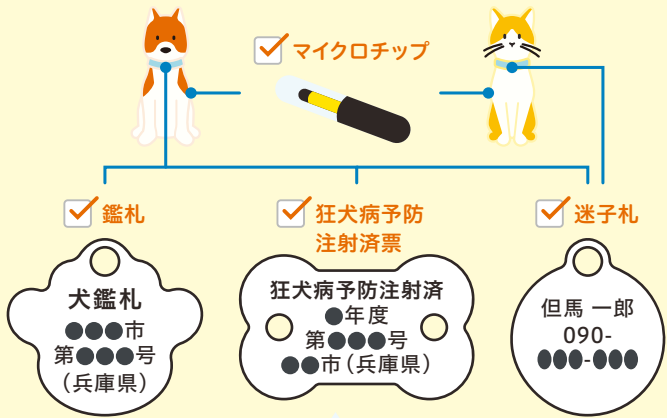 マイクロチップ
鑑札
狂犬病予防
注射済票
迷子札
犬鑑札
●●●市
第●●●号
（兵庫県）
狂犬病予防注射済
●年度
第●●●号
●●市（兵庫県）
但馬 一郎
090-
●●●-●●●